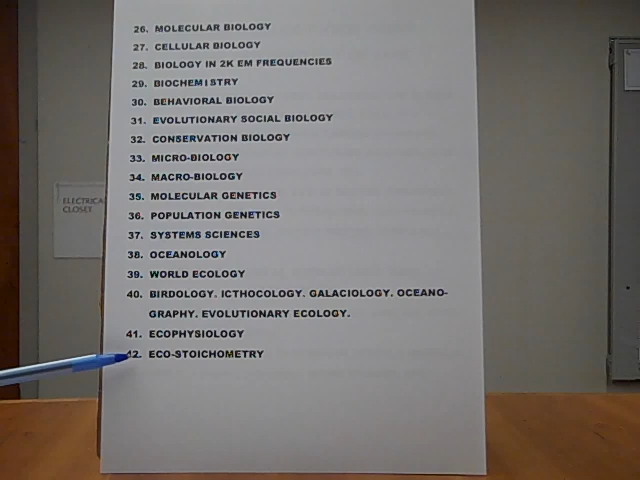 26. MOLECULAR BIOLOGY
27. CELLULAR BIOLOGY
28. BIOLOGY IN 2K EM FREQUENCIES
29. BIOCHEMISTRY
30. BEHAVIORAL BIOLOGY
31. EVOLUTIONARY SOCIAL BIOLOGY
32. CONSERVATION BIOLOGY
33. MICRO-BIOLOGY
34. MACRO-BIOLOGY
35. MOLECULAR GENETICS
36. POPULATION GENETICS
37. SYSTEMS SCIENCES
38. OCEANOLOGY
39. WORLD ECOLOGY
40. BIRDOLOGY. ICTHOCOLOGY. GALACIOLOGY. OCEANO-
GRAPHY. EVOLUTIONARY ECOLOGY.
41. ECOPHYSIOLOGY
42. ECO-STOICHOMETRY
ELECTRICA
CLOSET